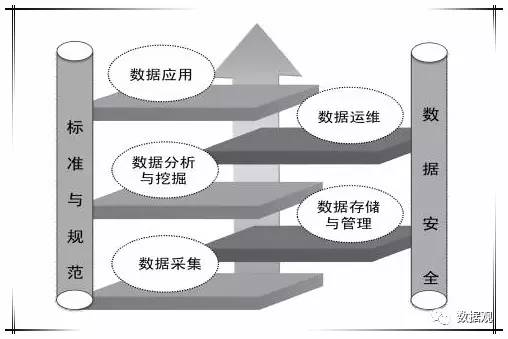 数据应用
数据运维
数据分析
与挖掘
数据存储
与管理
数据采集
标准与规范
数据安全
数据观